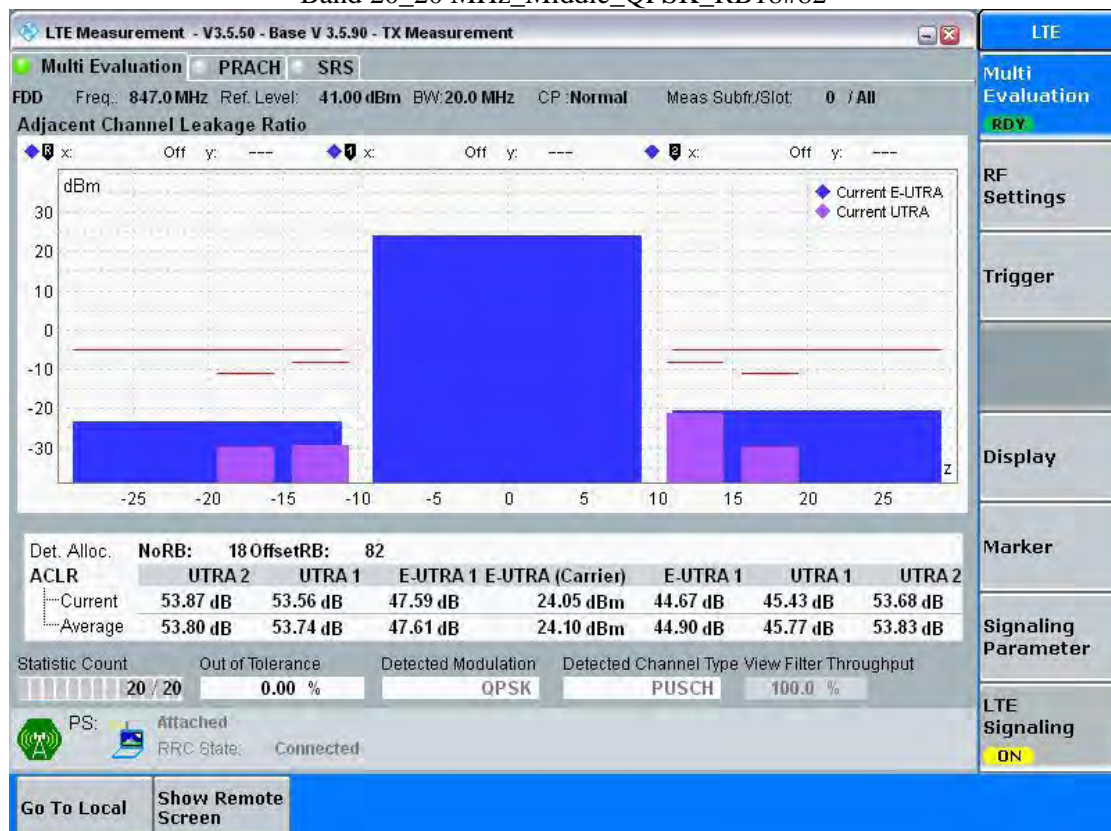 Band 20_20 MHz_Middle_QPSK_RB18#82
LTE Measurement - V3.5.50 - Base V 3.5.90 - TX Measurement
LTE
Multi Evaluation PRACH SRS
Multi Evaluation
RDY
FDD Freq.: 847.0 MHz Ref. Level: 41.00 dBm BW: 20.0 MHz CP :Normal Meas Subfr./Slot: 0 / All
Adjacent Channel Leakage Ratio
R x: Off y: --- 1 x: Off y: --- 2 x: Off y: ---
dBm
Current E-UTRA
Current UTRA
30
20
10
0
-10
-20
-30
z
-25 -20 -15 -10 -5 0 5 10 15 20 25
RF Settings
Trigger
Display
Marker
Signaling Parameter
LTE Signaling
ON
Det. Alloc. NoRB: 18 OffsetRB: 82
ACLR UTRA 2 UTRA 1 E-UTRA 1 E-UTRA (Carrier) E-UTRA 1 UTRA 1 UTRA 2
Current 53.87 dB 53.56 dB 47.59 dB 24.05 dBm 44.67 dB 45.43 dB 53.68 dB
Average 53.80 dB 53.74 dB 47.61 dB 24.10 dBm 44.90 dB 45.77 dB 53.83 dB
Statistic Count Out of Tolerance Detected Modulation Detected Channel Type View Filter Throughput
20 / 20 0.00 % QPSK PUSCH 100.0 %
PS: Attached
RRC State: Connected
Go To Local
Show Remote Screen